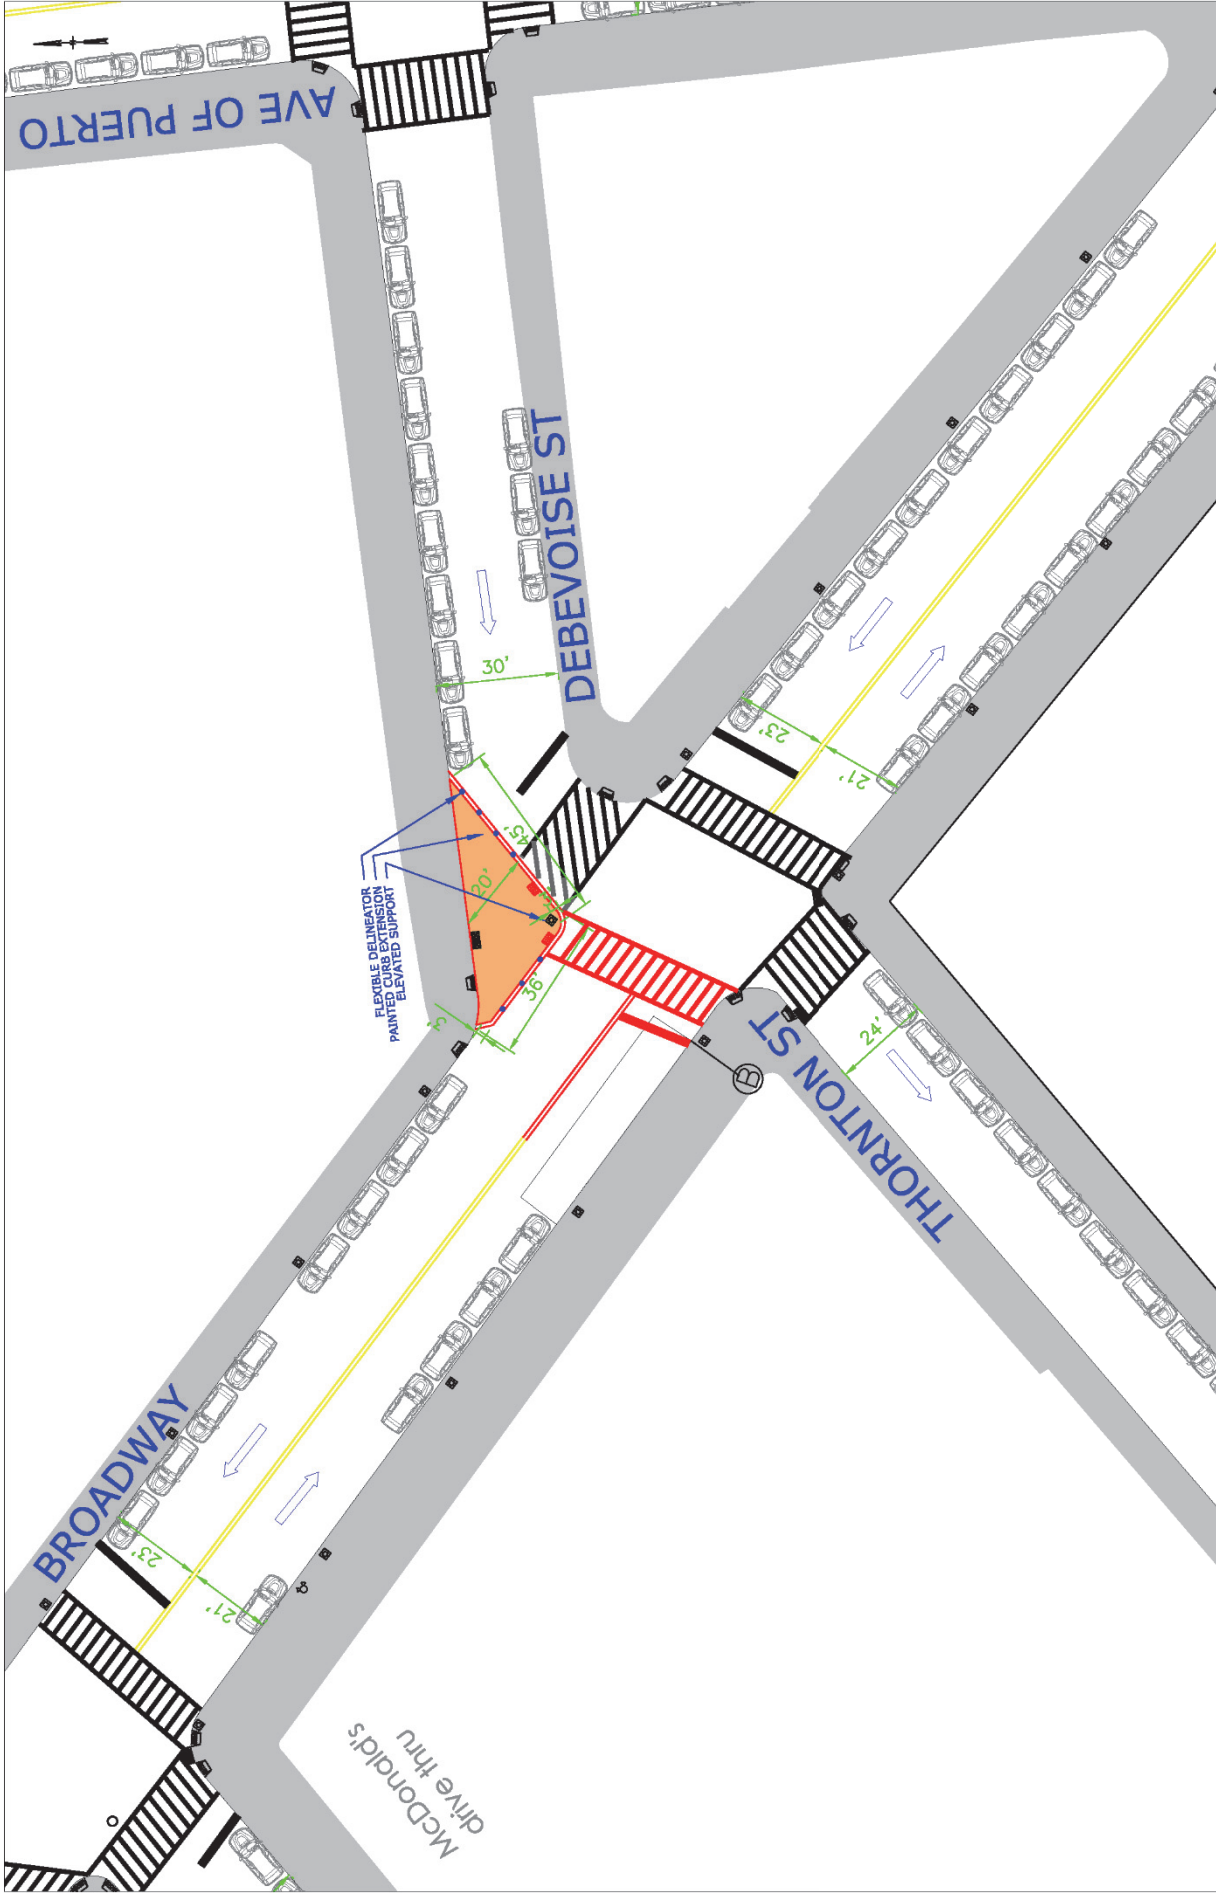 AVE OF PUERTO
DEBEVOISE ST
30'
23'
21'
FLEXIBLE DELINEATOR
PAINTED CURB EXTENSION
ELEVATED SUPPORT
45'
20'
36'
3'
B
THORNTON ST
24'
BROADWAY
23'
21'
McDonald's
drive thru